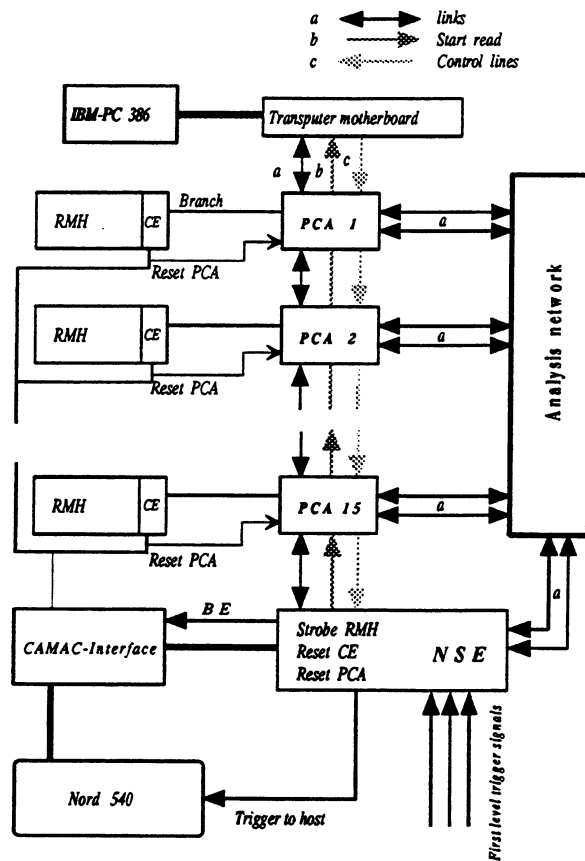 a links
b Start read
c Control lines
IBM-PC 386
Transputer motherboard
a b c
Branch
RMH CE
PCA 1
a
Reset PCA
RMH CE
PCA 2
a
Reset PCA
Analysis network
RMH CE
PCA 15
a
Reset PCA
a
BE
CAMAC-Interface
Strobe RMH
Reset CE
Reset PCA
NSE
Nord 540
Trigger to host
First level trigger signals